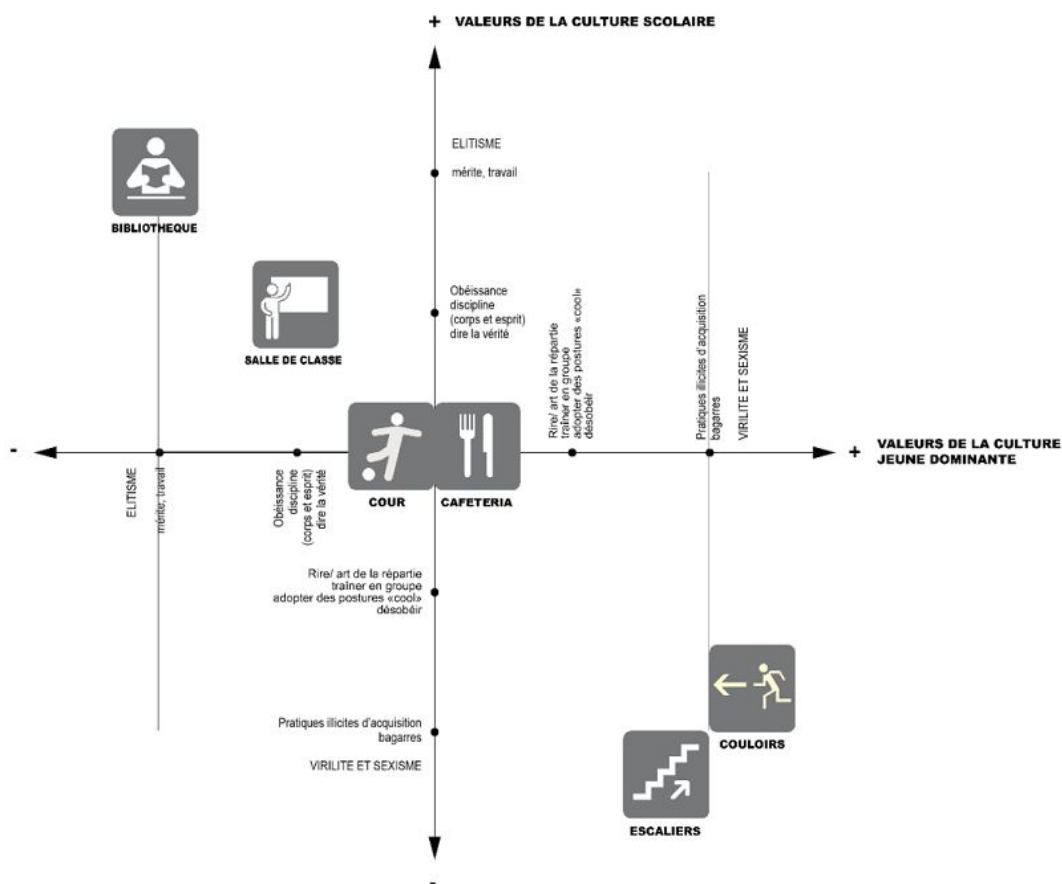 + VALEURS DE LA CULTURE SCOLAIRE
ELITISME
mérite, travail
BIBLIOTHEQUE
Obéissance
discipline
(corps et esprit)
dire la vérité
SALLE DE CLASSE
Rire/ art de la répartie
traîner en groupe
adopter des postures «cool»
désobéir
Pratiques illicites d'acquisition
bagarres
VIRILITE ET SEXISME
-
+ VALEURS DE LA CULTURE
JEUNE DOMINANTE
COUR
CAFETERIA
ELITISME
mérite, travail
Obéissance
discipline
(corps et esprit)
dire la vérité
Rire/ art de la répartie
traîner en groupe
adopter des postures «cool»
désobéir
Pratiques illicites d'acquisition
bagarres
VIRILITE ET SEXISME
COULOIRS
ESCALIERS
-